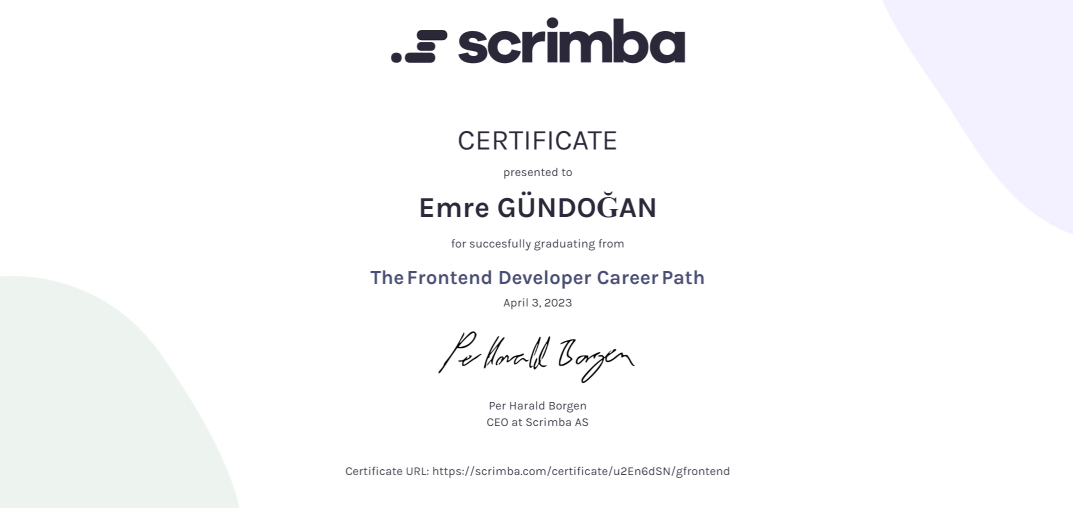 scrimba
CERTIFICATE
presented to
Emre GÜNDOĞAN
for succesfully graduating from
The Frontend Developer Career Path
April 3, 2023
Per Harald Borgen
Per Harald Borgen
CEO at Scrimba AS
Certificate URL: https://scrimba.com/certificate/u2En6dSN/gfrontend